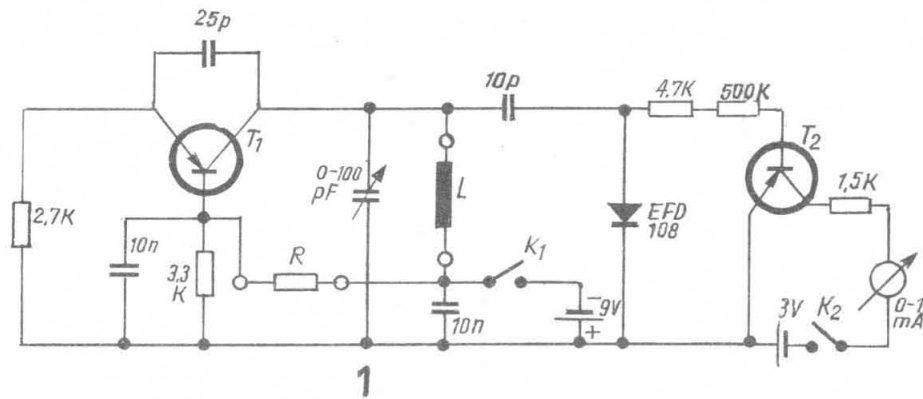 25p
T1
2,7K
10n
3,3
K
R
0-100
pF
L
10n
10p
K1
9V
EFD
108
4.7K
500K
T2
1,5K
3V
K2
mA
1